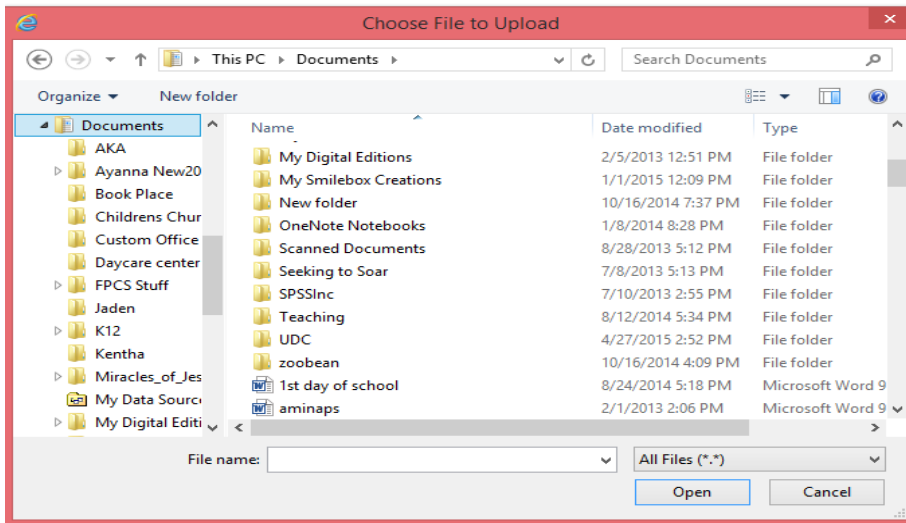 Choose File to Upload
This PC Documents
Search Documents
Organize New folder
Documents
AKA
Ayanna New20
Book Place
Childrens Chur
Custom Office
Daycare center
FPCS Stuff
Jaden
K12
Kentha
Miracles_of_Jes
My Data Source
My Digital Editi
Name Date modified Type
My Digital Editions 2/5/2013 12:51 PM File folder
My Smilebox Creations 1/1/2015 12:09 PM File folder
New folder 10/16/2014 7:37 PM File folder
OneNote Notebooks 1/8/2014 8:28 PM File folder
Scanned Documents 8/28/2013 5:12 PM File folder
Seeking to Soar 7/8/2013 5:13 PM File folder
SPSSInc 7/10/2013 2:55 PM File folder
Teaching 8/12/2014 5:34 PM File folder
UDC 4/27/2015 2:52 PM File folder
zoobean 10/16/2014 4:09 PM File folder
1st day of school 8/24/2014 5:18 PM Microsoft Word 9
aminaps 2/1/2013 2:06 PM Microsoft Word 9
File name: All Files (*.*)
Open Cancel